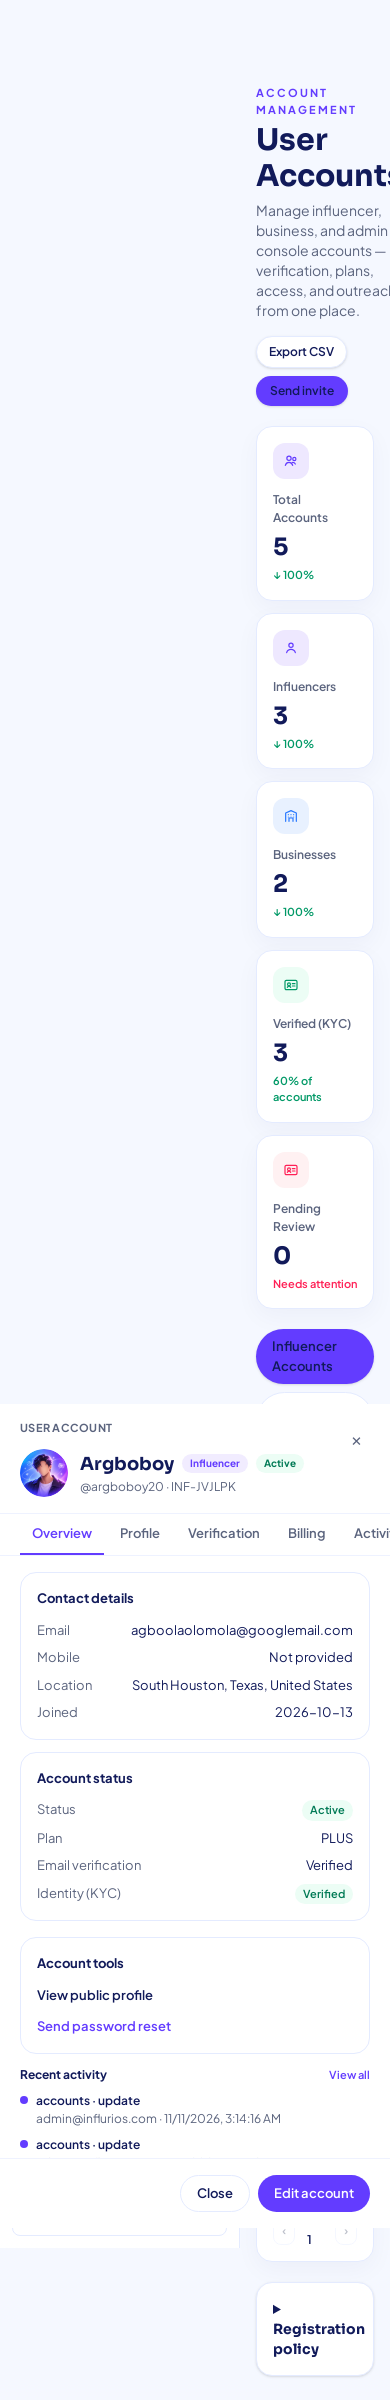 ACCOUNT
MANAGEMENT
User
Accounts
Manage influencer,
business, and admin
console accounts —
verification, plans,
access, and outreach
from one place.
Export CSV
Send invite
Total
Accounts
5
↓ 100%
Influencers
3
↓ 100%
Businesses
2
↓ 100%
Verified (KYC)
3
60% of
accounts
Pending
Review
0
Needs attention
Influencer
Accounts
USER ACCOUNT
×
Argboboy Influencer Active
@argboboy20 · INF-JVJLPK
Overview Profile Verification Billing Activi
Contact details
Email agboolaolomola@googlemail.com
Mobile Not provided
Location South Houston, Texas, United States
Joined 2026-10-13
Account status
Status Active
Plan PLUS
Email verification Verified
Identity (KYC) Verified
Account tools
View public profile
Send password reset
Recent activity View all
accounts · update
admin@influrios.com · 11/11/2026, 3:14:16 AM
accounts · update
Close Edit account
‹ 1 ›
Registration
policy